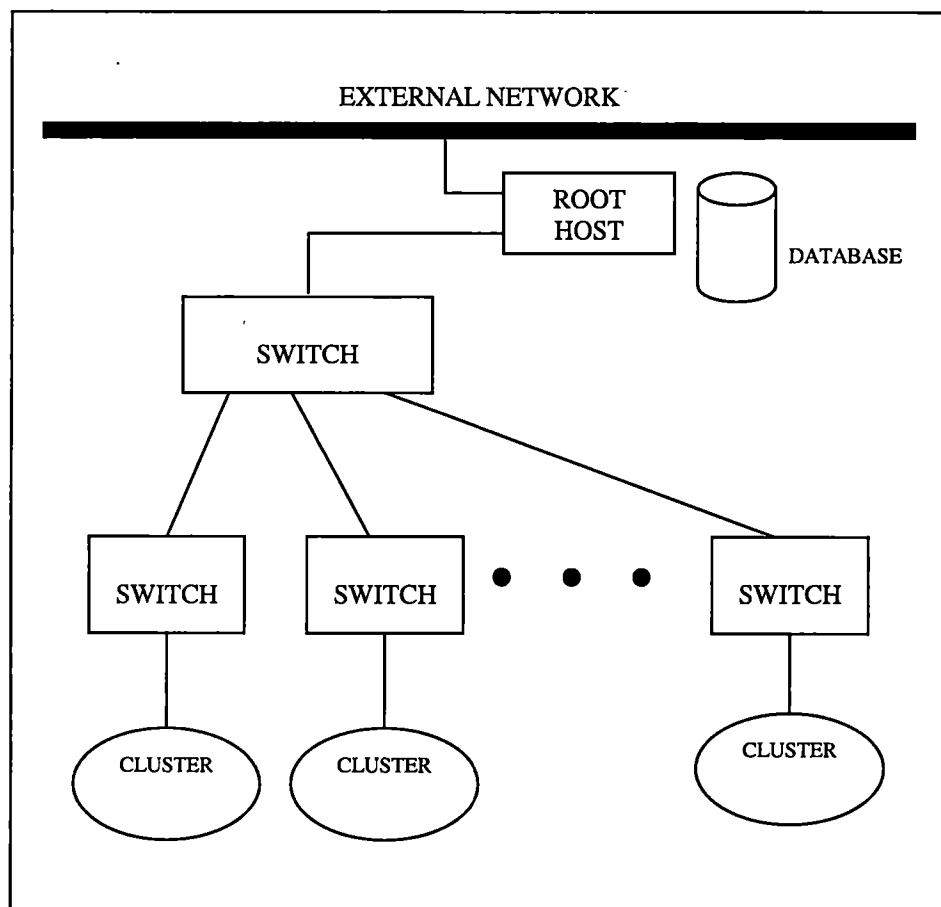 EXTERNAL NETWORK
ROOT
HOST
DATABASE
SWITCH
SWITCH
SWITCH
SWITCH
CLUSTER
CLUSTER
CLUSTER